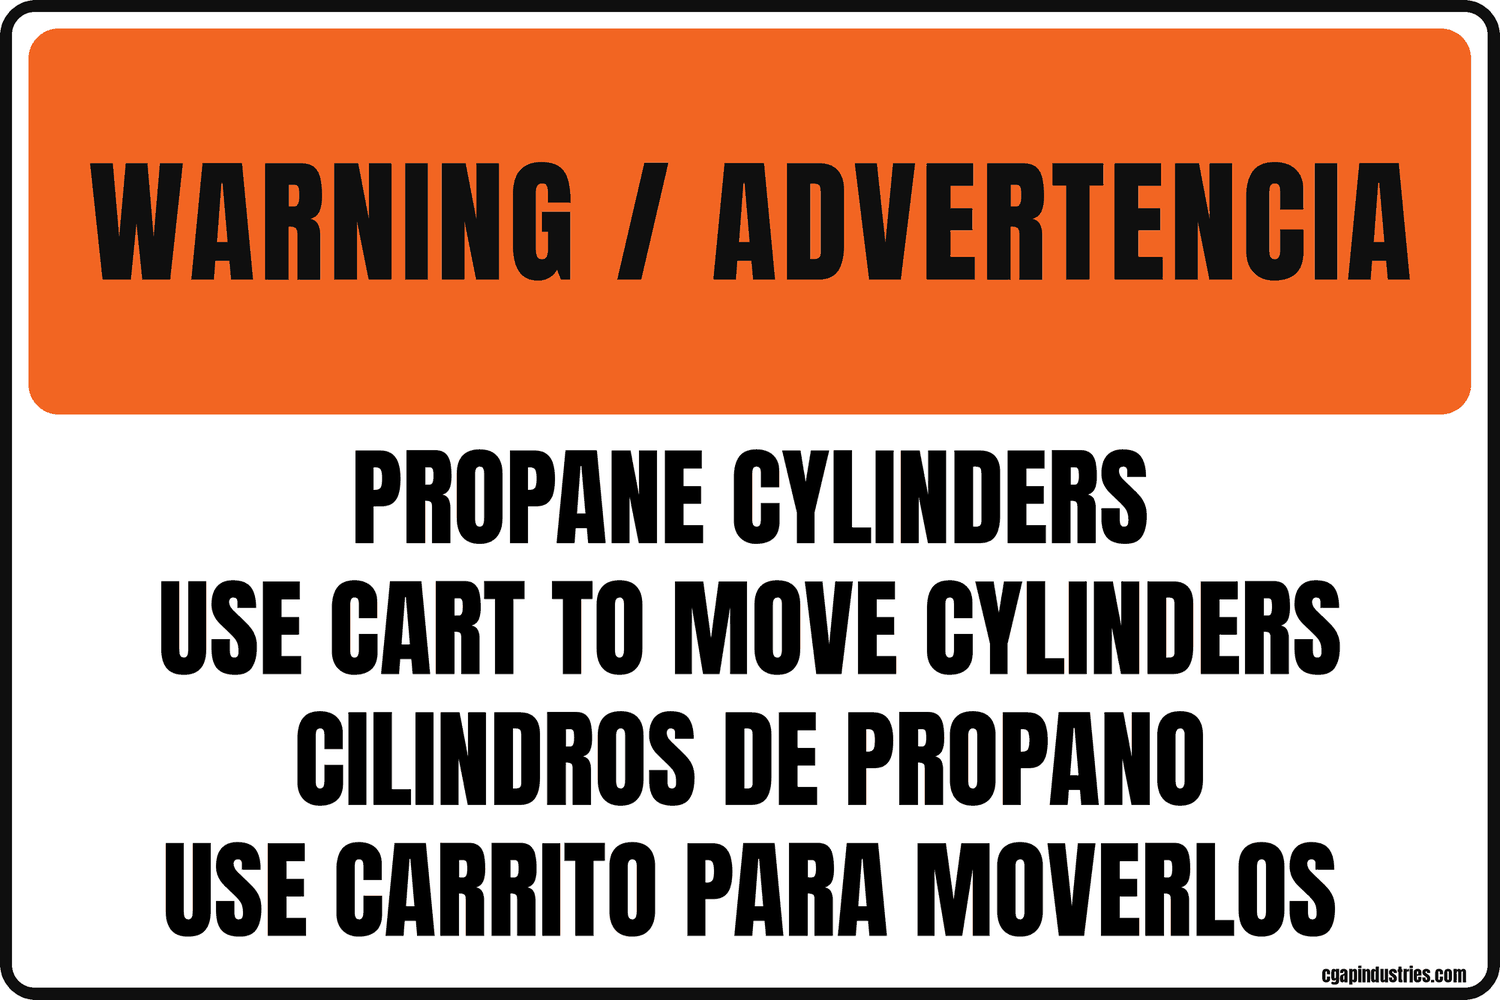 WARNING / ADVERTENCIA
PROPANE CYLINDERS
USE CART TO MOVE CYLINDERS
CILINDROS DE PROPANO
USE CARRITO PARA MOVERLOS
cgapindustries.com